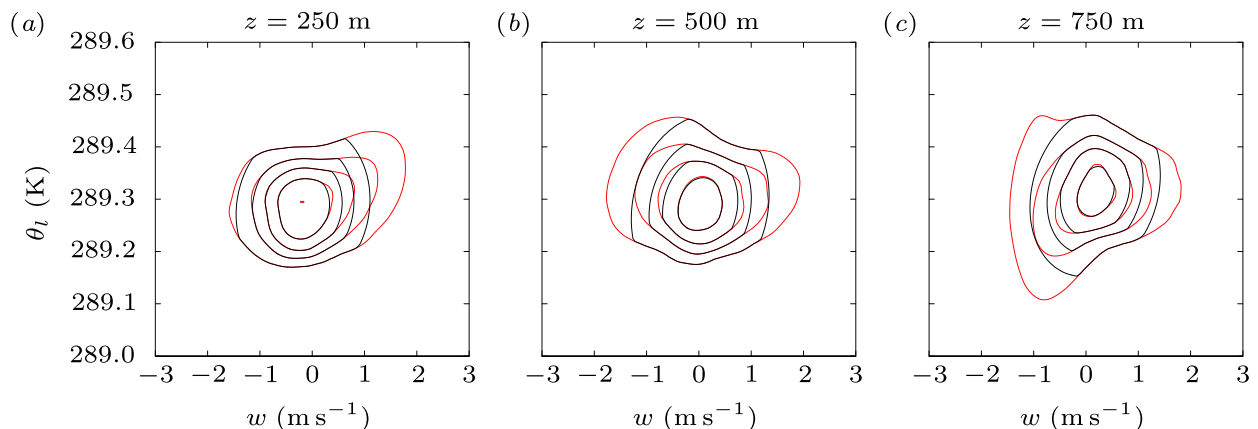 (a) z = 250 m (b) z = 500 m (c) z = 750 m
289.6
289.5
289.4
289.3
289.2
289.1
289.0
θl (K)
−3 −2 −1 0 1 2 3 −3 −2 −1 0 1 2 3 −3 −2 −1 0 1 2 3
w (m s⁻¹) w (m s⁻¹) w (m s⁻¹)